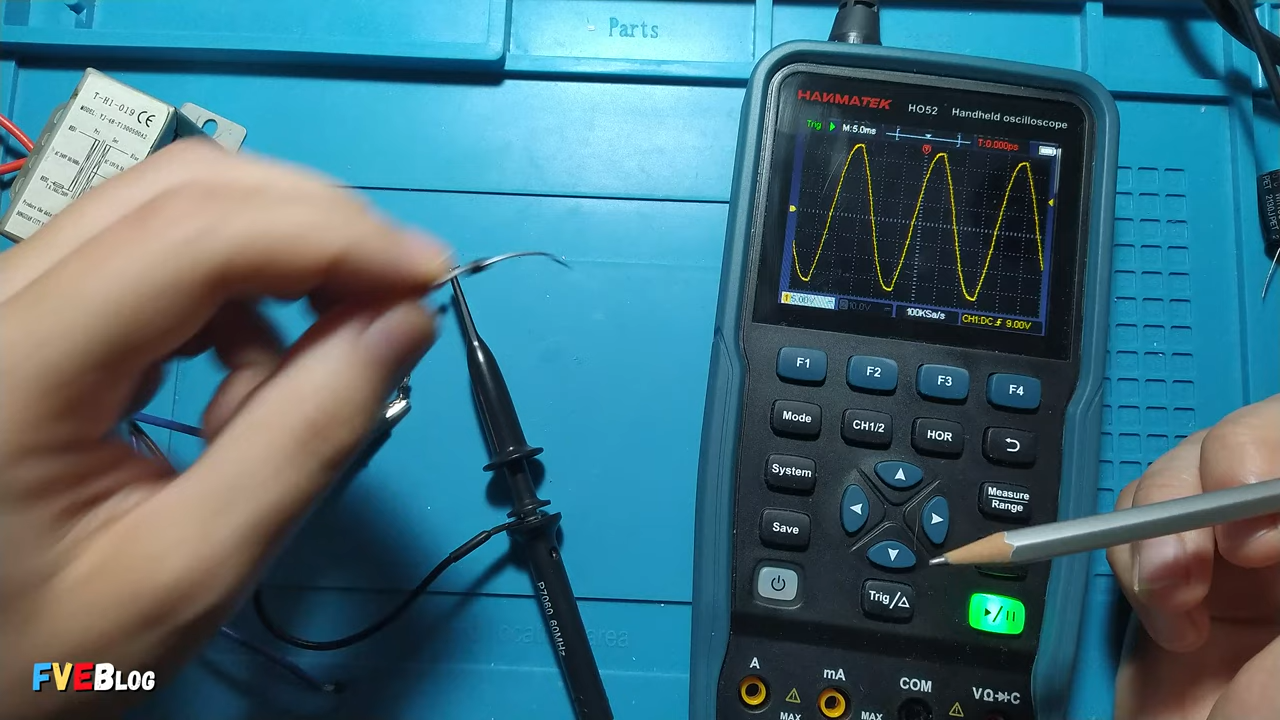 Parts
T-H1-019 CE
HANMATEK HO52 Handheld oscilloscope
Trig M:5.0ms T:0.000ps
1 5.00V 10.0V 100KSa/s CH1:DC 9.00V
F1 F2 F3 F4
Mode CH1/2 HOR
System Measure
Range
Save
Trig/△
A mA COM VΩ C
MAX MAX
P7060 60MHz
FVEBLOG